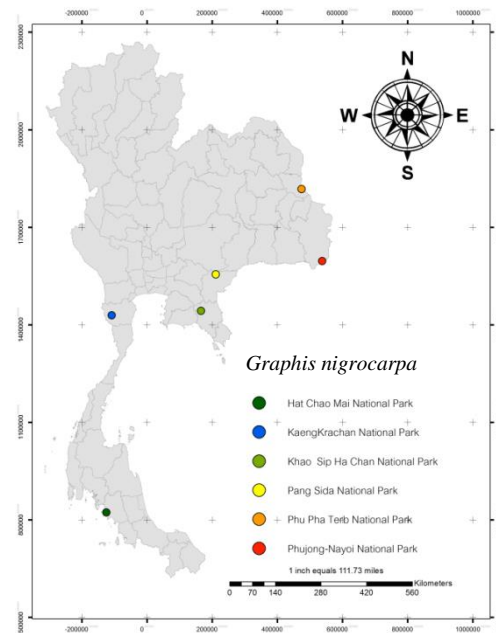 -200000 0 200000 400000 600000 800000 1000000
2300000
2000000
1700000
1400000
1100000
800000
500000
N
W E
S
Graphis nigrocarpa
Hat Chao Mai National Park
KaengKrachan National Park
Khao Sip Ha Chan National Park
Pang Sida National Park
Phu Pha Terib National Park
Phujong-Nayoi National Park
1 inch equals 111.73 miles
Kilometers
0 70 140 280 420 560
-200000 0 200000 400000 600000 800000 1000000